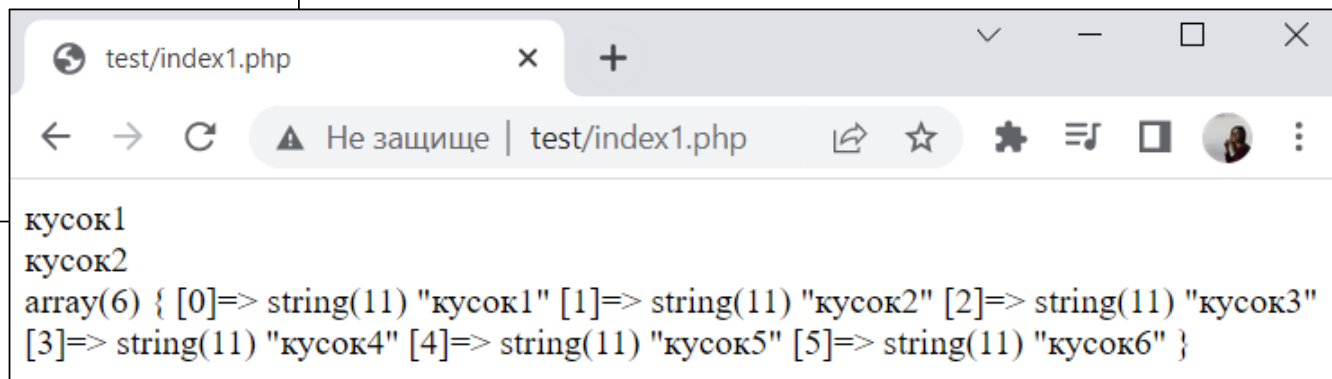 test/index1.php
Не защище | test/index1.php
кусок1
кусок2
array(6) { [0]=> string(11) "кусок1" [1]=> string(11) "кусок2" [2]=> string(11) "кусок3"
[3]=> string(11) "кусок4" [4]=> string(11) "кусок5" [5]=> string(11) "кусок6" }